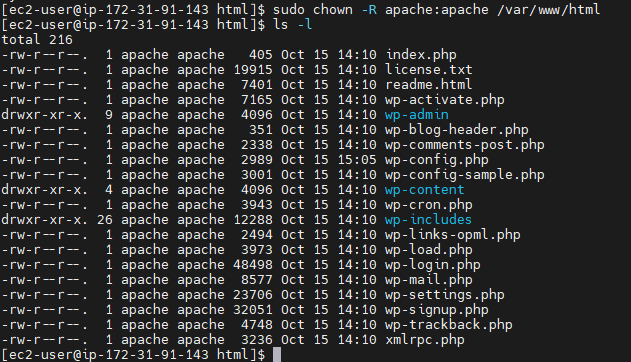 [ec2-user@ip-172-31-91-143 html]$ sudo chown -R apache:apache /var/www/html
[ec2-user@ip-172-31-91-143 html]$ ls -l
total 216
-rw-r--r--.  1 apache apache   405 Oct 15 14:10 index.php
-rw-r--r--.  1 apache apache 19915 Oct 15 14:10 license.txt
-rw-r--r--.  1 apache apache  7401 Oct 15 14:10 readme.html
-rw-r--r--.  1 apache apache  7165 Oct 15 14:10 wp-activate.php
drwxr-xr-x.  9 apache apache  4096 Oct 15 14:10 wp-admin
-rw-r--r--.  1 apache apache   351 Oct 15 14:10 wp-blog-header.php
-rw-r--r--.  1 apache apache  2338 Oct 15 14:10 wp-comments-post.php
-rw-r--r--.  1 apache apache  2989 Oct 15 15:05 wp-config.php
-rw-r--r--.  1 apache apache  3001 Oct 15 14:10 wp-config-sample.php
drwxr-xr-x.  4 apache apache  4096 Oct 15 14:10 wp-content
-rw-r--r--.  1 apache apache  3943 Oct 15 14:10 wp-cron.php
drwxr-xr-x. 26 apache apache 12288 Oct 15 14:10 wp-includes
-rw-r--r--.  1 apache apache  2494 Oct 15 14:10 wp-links-opml.php
-rw-r--r--.  1 apache apache  3973 Oct 15 14:10 wp-load.php
-rw-r--r--.  1 apache apache 48498 Oct 15 14:10 wp-login.php
-rw-r--r--.  1 apache apache  8577 Oct 15 14:10 wp-mail.php
-rw-r--r--.  1 apache apache 23706 Oct 15 14:10 wp-settings.php
-rw-r--r--.  1 apache apache 32051 Oct 15 14:10 wp-signup.php
-rw-r--r--.  1 apache apache  4748 Oct 15 14:10 wp-trackback.php
-rw-r--r--.  1 apache apache  3236 Oct 15 14:10 xmlrpc.php
[ec2-user@ip-172-31-91-143 html]$